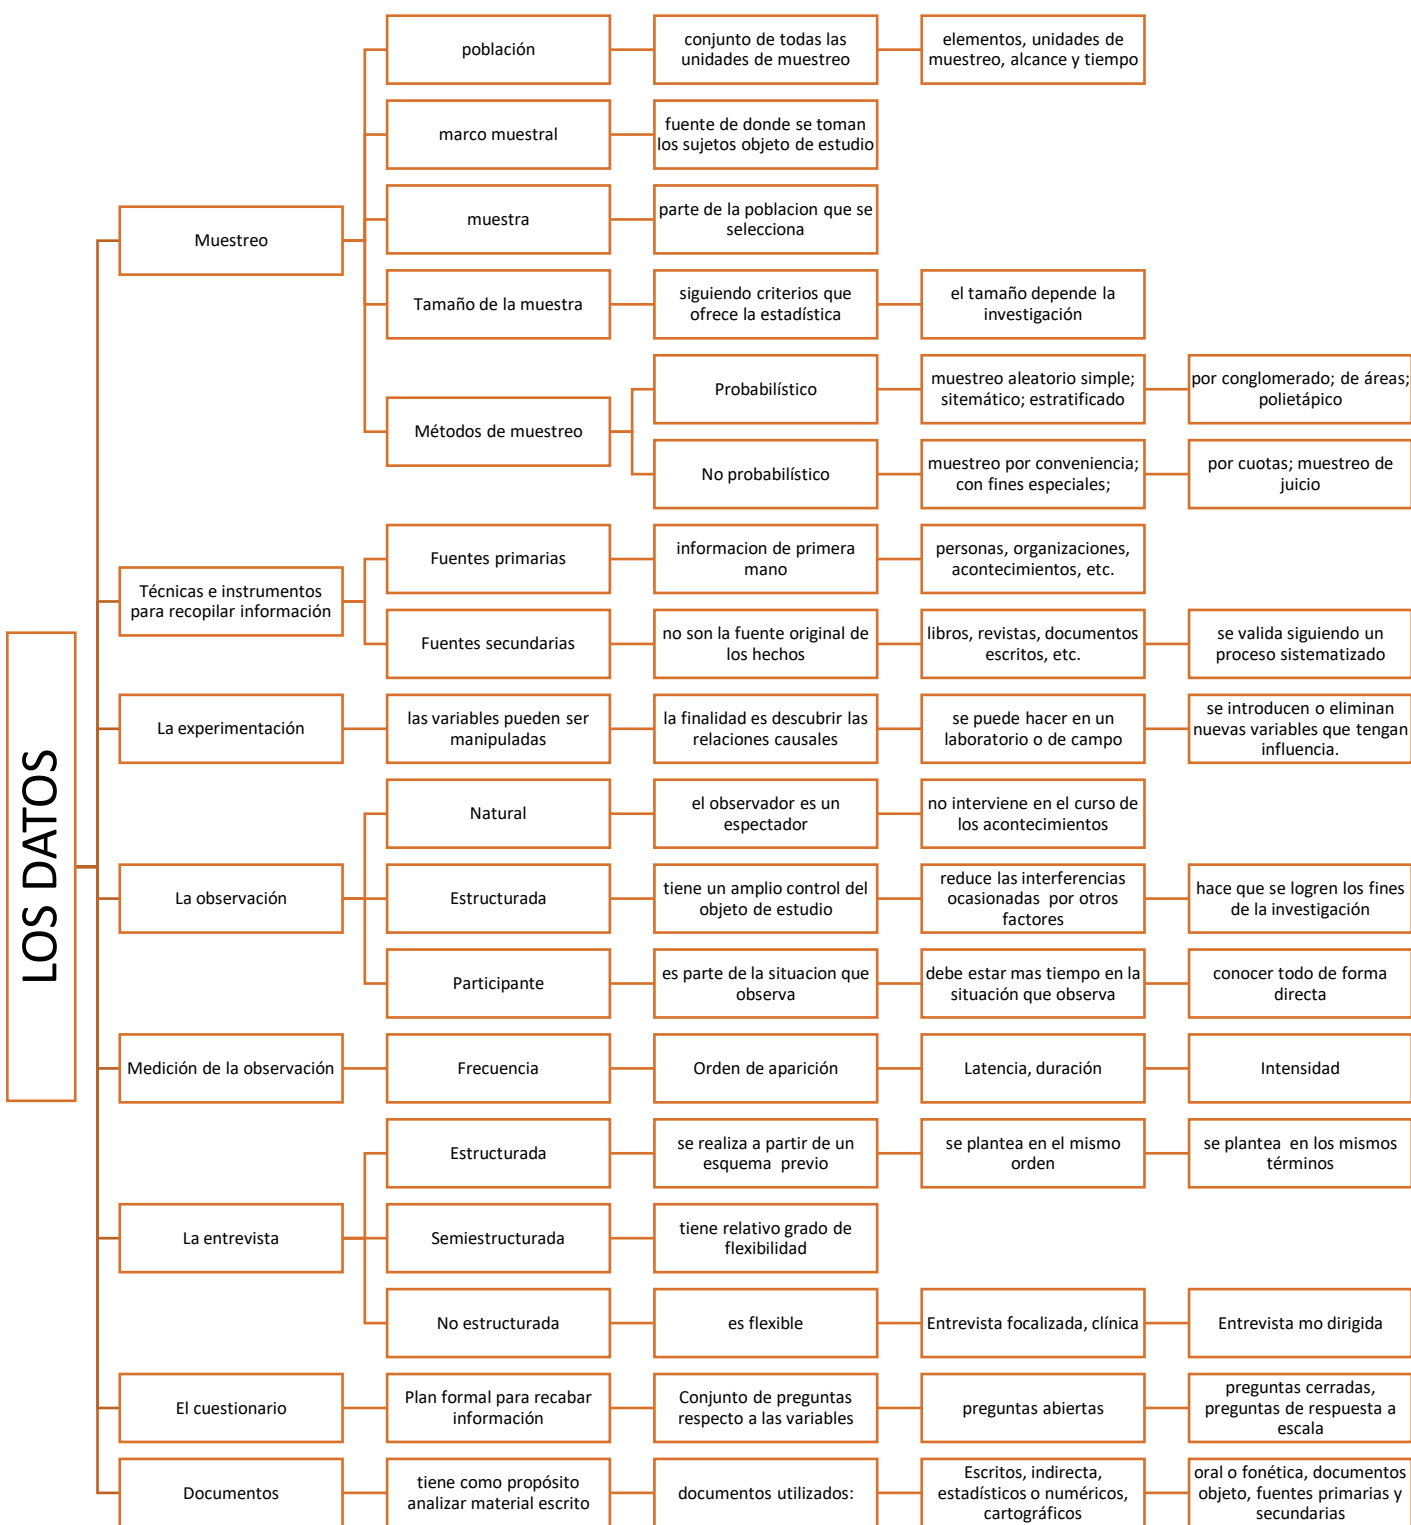 LOS DATOS
Muestreo
población
conjunto de todas las
unidades de muestreo
elementos, unidades de
muestreo, alcance y tiempo
marco muestral
fuente de donde se toman
los sujetos objeto de estudio
muestra
parte de la poblacion que se
selecciona
Tamaño de la muestra
siguiendo criterios que
ofrece la estadística
el tamaño depende la
investigación
Métodos de muestreo
Probabilístico
muestreo aleatorio simple;
sitemático; estratificado
por conglomerado; de áreas;
polietápico
No probabilístico
muestreo por conveniencia;
con fines especiales;
por cuotas; muestreo de
juicio
Técnicas e instrumentos
para recopilar información
Fuentes primarias
informacion de primera
mano
personas, organizaciones,
acontecimientos, etc.
Fuentes secundarias
no son la fuente original de
los hechos
libros, revistas, documentos
escritos, etc.
se valida siguiendo un
proceso sistematizado
La experimentación
las variables pueden ser
manipuladas
la finalidad es descubrir las
relaciones causales
se puede hacer en un
laboratorio o de campo
se introducen o eliminan
nuevas variables que tengan
influencia.
La observación
Natural
el observador es un
espectador
no interviene en el curso de
los acontecimientos
Estructurada
tiene un amplio control del
objeto de estudio
reduce las interferencias
ocasionadas por otros
factores
hace que se logren los fines
de la investigación
Participante
es parte de la situacion que
observa
debe estar mas tiempo en la
situación que observa
conocer todo de forma
directa
Medición de la observación
Frecuencia
Orden de aparición
Latencia, duración
Intensidad
La entrevista
Estructurada
se realiza a partir de un
esquema previo
se plantea en el mismo
orden
se plantea en los mismos
términos
Semiestructurada
tiene relativo grado de
flexibilidad
No estructurada
es flexible
Entrevista focalizada, clínica
Entrevista mo dirigida
El cuestionario
Plan formal para recabar
información
Conjunto de preguntas
respecto a las variables
preguntas abiertas
preguntas cerradas,
preguntas de respuesta a
escala
Documentos
tiene como propósito
analizar material escrito
documentos utilizados:
Escritos, indirecta,
estadísticos o numéricos,
cartográficos
oral o fonética, documentos
objeto, fuentes primarias y
secundarias